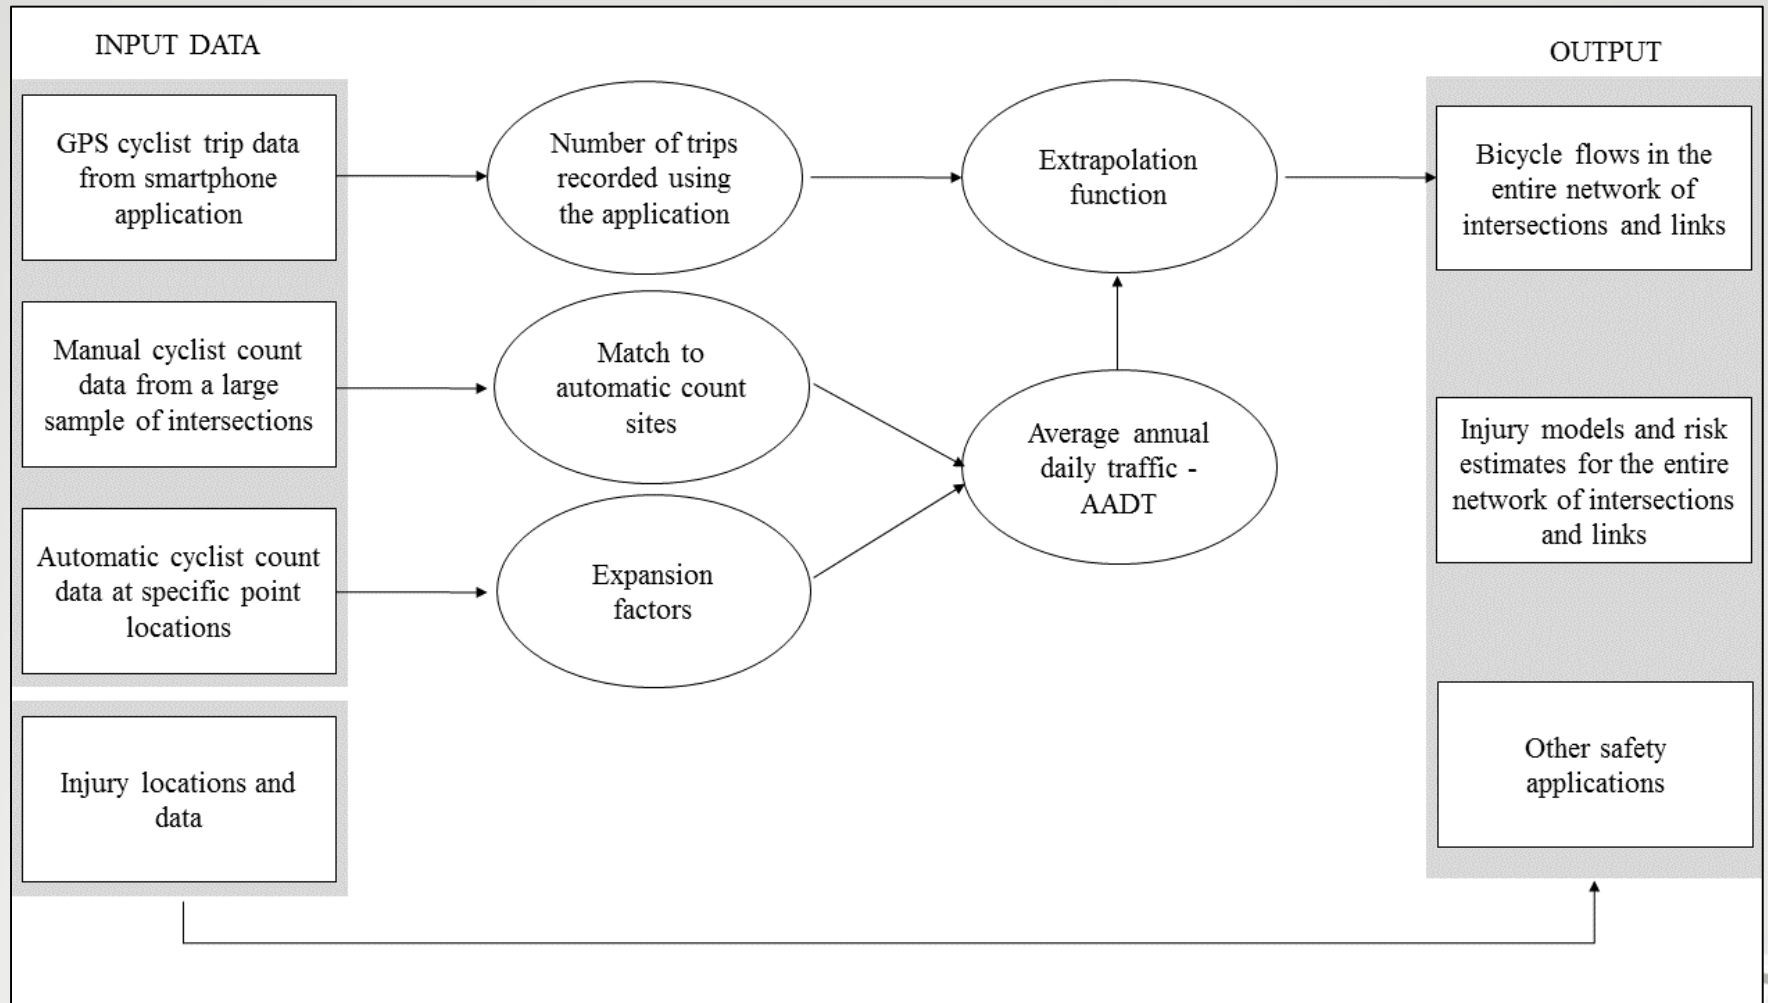 INPUT DATA
GPS cyclist trip data
from smartphone
application
Manual cyclist count
data from a large
sample of intersections
Automatic cyclist count
data at specific point
locations
Injury locations and
data
Number of trips
recorded using
the application
Match to
automatic count
sites
Expansion
factors
Extrapolation
function
Average annual
daily traffic -
AADT
OUTPUT
Bicycle flows in the
entire network of
intersections and links
Injury models and risk
estimates for the entire
network of intersections
and links
Other safety
applications